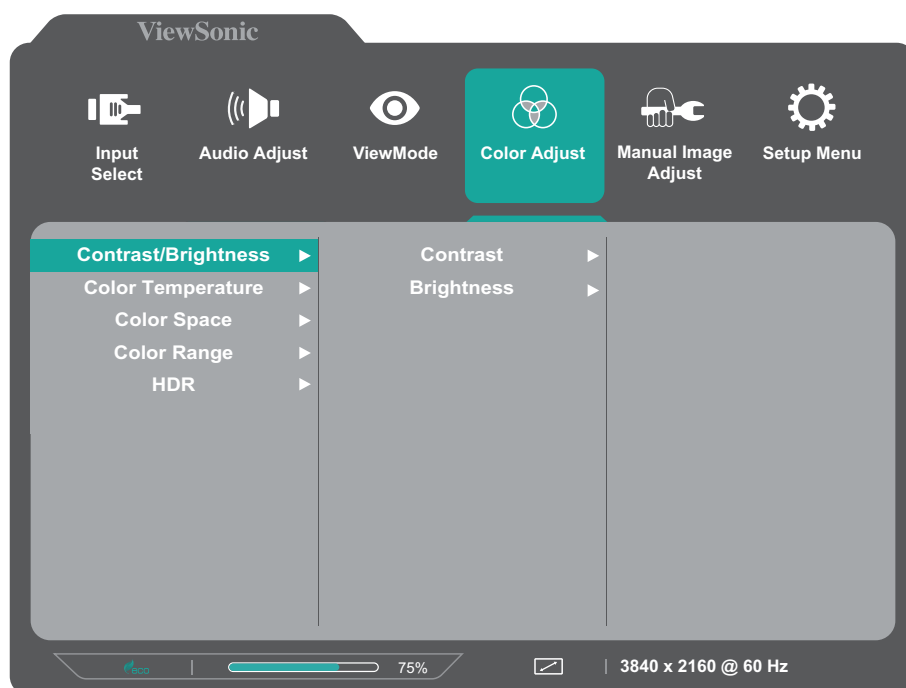 ViewSonic
Input Select
Audio Adjust
ViewMode
Color Adjust
Manual Image Adjust
Setup Menu
Contrast/Brightness
Color Temperature
Color Space
Color Range
HDR
Contrast
Brightness
eco
75%
3840 x 2160 @ 60 Hz